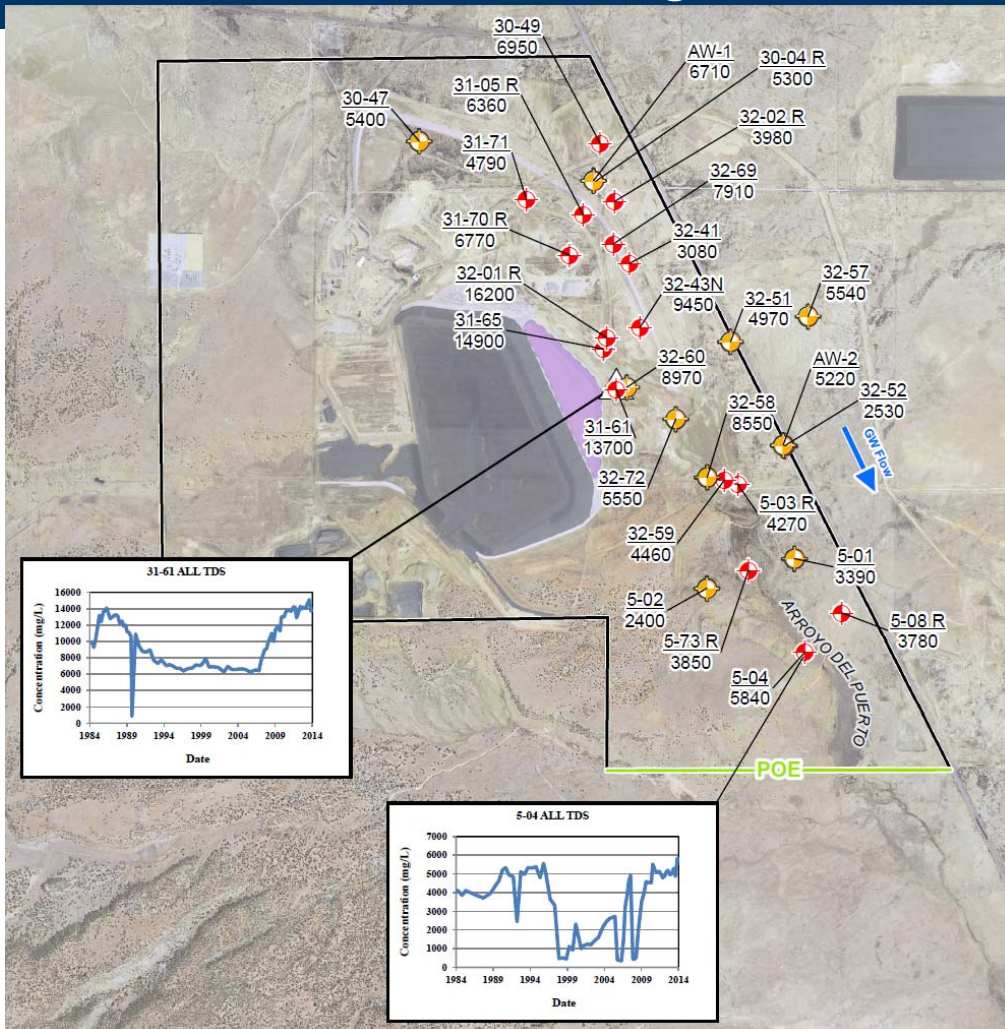 30-49
6950
AW-1
6710
30-04 R
5300
31-05 R
6360
32-02 R
3980
30-47
5400
31-71
4790
32-69
7910
31-70 R
6770
32-41
3080
32-01 R
16200
32-43N
9450
32-57
5540
31-65
14900
32-51
4970
32-60
8970
AW-2
5220
31-61
13700
32-58
8550
32-52
2530
GW Flow
32-72
5550
5-03 R
4270
32-59
4460
5-01
3390
5-02
2400
5-73 R
3850
5-08 R
3780
5-04
5840
ARROYO DEL PUERTO
POE
31-61 ALL TDS
Concentration (mg/L)
16000
14000
12000
10000
8000
6000
4000
2000
0
1984 1989 1994 1999 2004 2009 2014
Date
5-04 ALL TDS
Concentration (mg/L)
7000
6000
5000
4000
3000
2000
1000
0
1984 1989 1994 1999 2004 2009 2014
Date